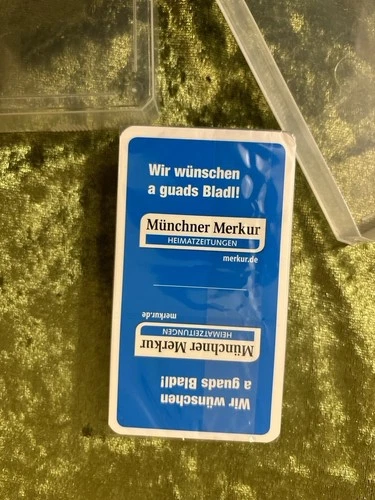 Wir wünschen
a guads Bladl!
Münchner Merkur
HEIMATZEITUNGEN
merkur.de
merkur.de
HEIMATZEITUNGEN
Münchner Merkur
a guads Bladl!
Wir wünschen